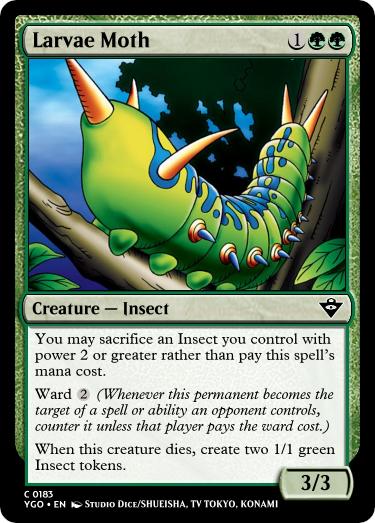 Larvae Moth 1
Creature — Insect
You may sacrifice an Insect you control with
power 2 or greater rather than pay this spell's
mana cost.
Ward 2 (Whenever this permanent becomes the
target of a spell or ability an opponent controls,
counter it unless that player pays the ward cost.)
When this creature dies, create two 1/1 green
Insect tokens.
3/3
C 0183
YGO • EN Studio Dice/SHUEISHA, TV TOKYO, KONAMI